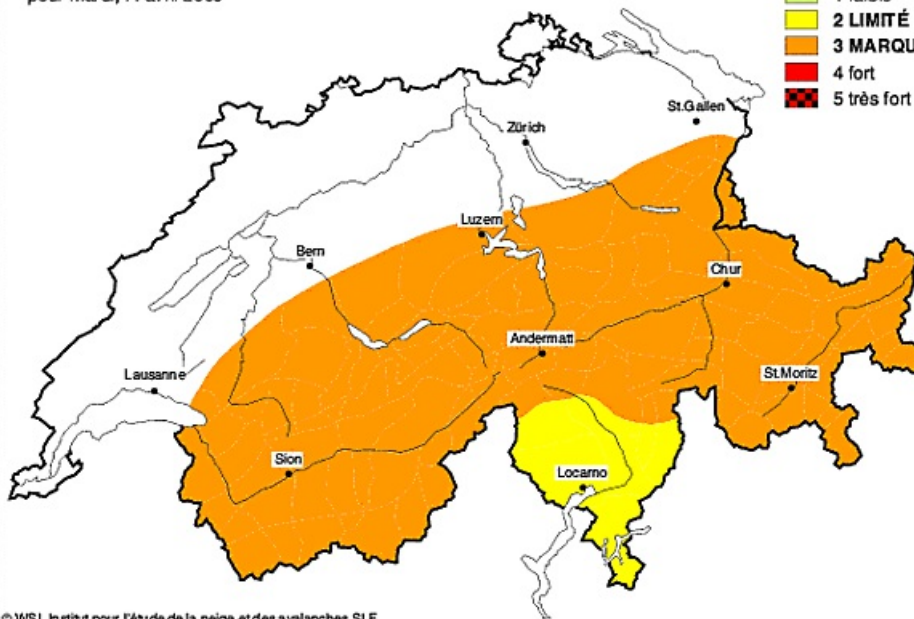 2 LIMITÉ
3 MARQU
4 fort
5 très fort
St.Gallen
Zürich
Luzern
Bern
Chur
Andermatt
Lausanne
St.Moritz
Sion
Locarno
© WSL Institut pour l'étude de la neige et des avalanches SLF